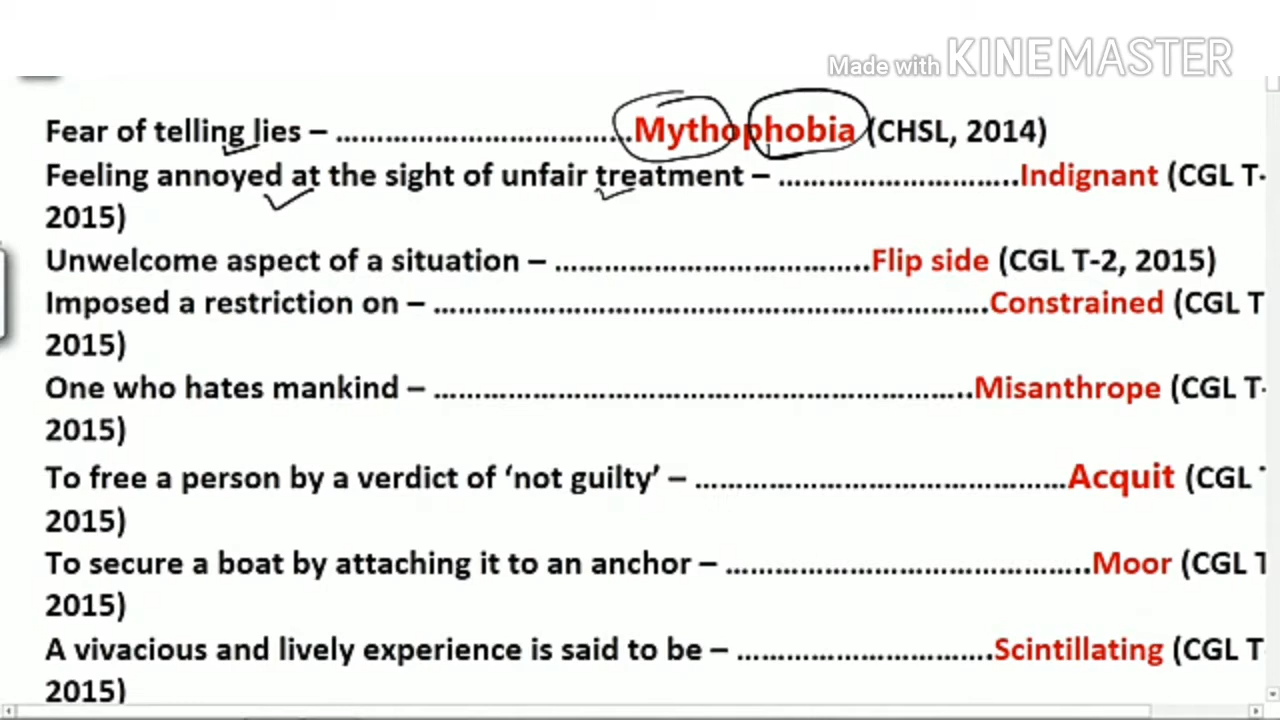 Made with KINEMASTER
Fear of telling lies – ………………………………Mythophobia (CHSL, 2014)
Feeling annoyed at the sight of unfair treatment – …………………………Indignant (CGL T-
2015)
Unwelcome aspect of a situation – …………………………………Flip side (CGL T-2, 2015)
Imposed a restriction on – ……………………………………………………………Constrained (CGL T
2015)
One who hates mankind – …………………………………………………………Misanthrope (CGL T-
2015)
To free a person by a verdict of ‘not guilty’ – ………………………………………Acquit (CGL T
2015)
To secure a boat by attaching it to an anchor – ………………………………………Moor (CGL T
2015)
A vivacious and lively experience is said to be – …………………………Scintillating (CGL T-
2015)